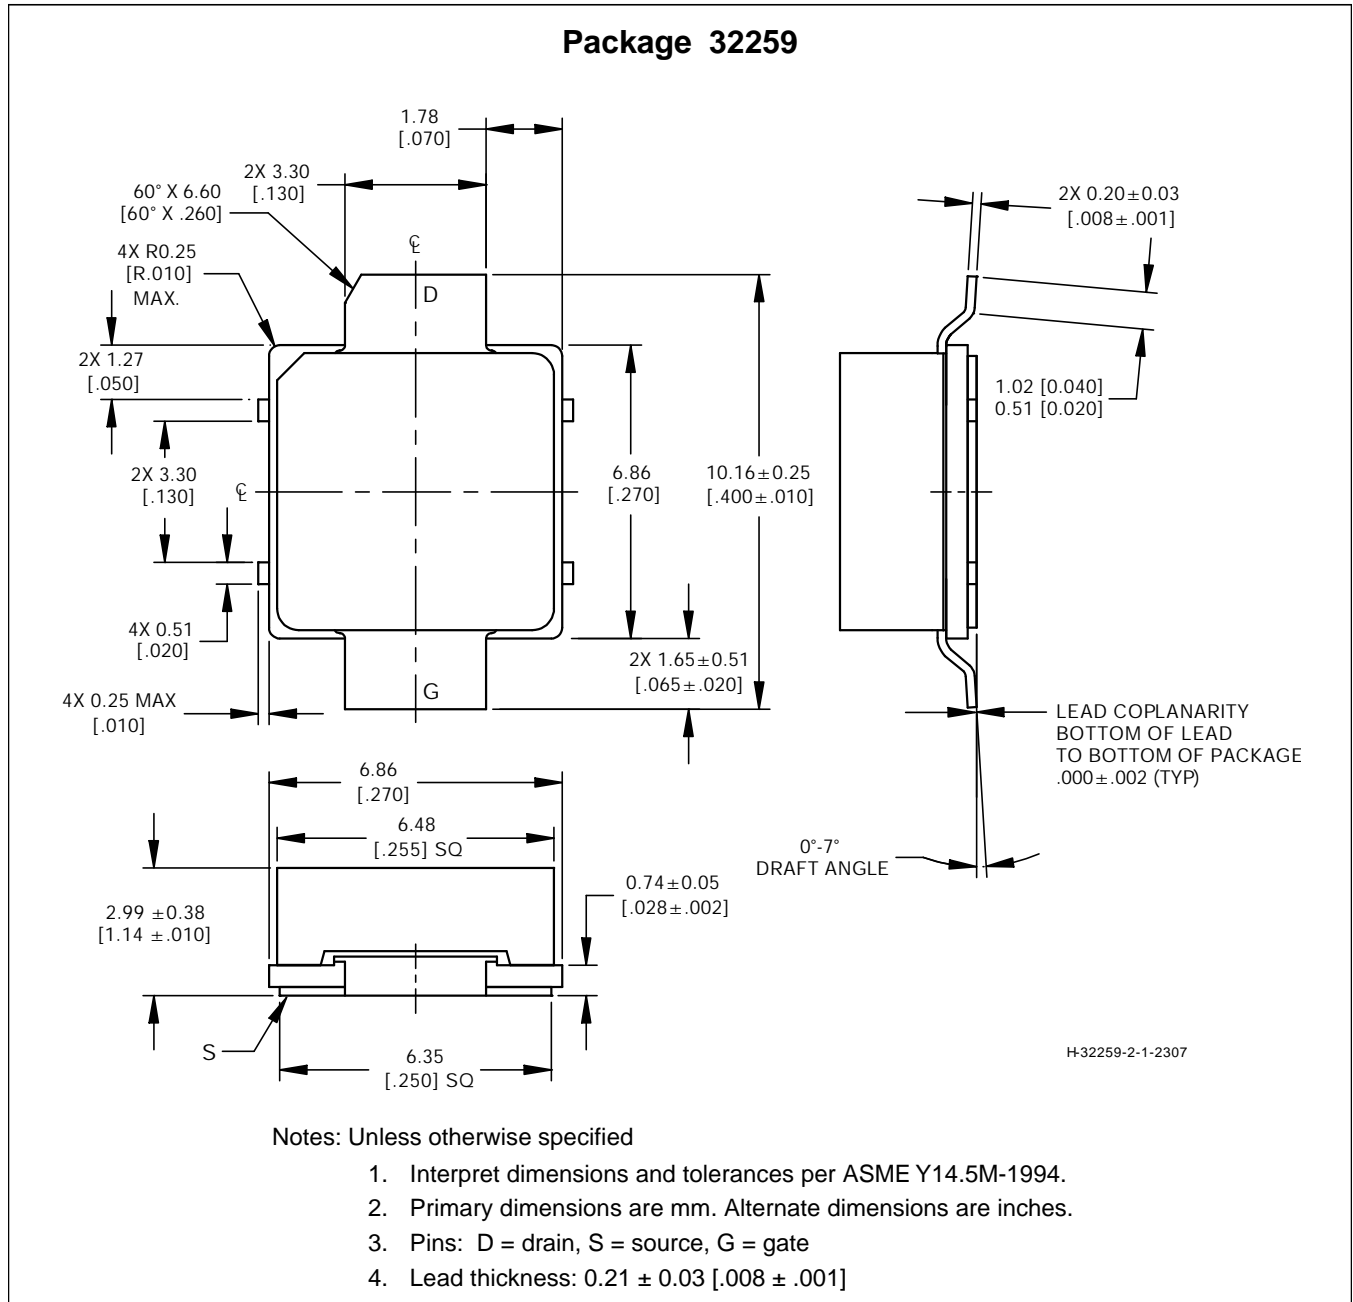 Package 32259
1.78
[.070]
2X 3.30
[.130]
60° X 6.60
[60° X .260]
4X R0.25
[R.010]
MAX.
2X 1.27
[.050]
2X 3.30
[.130]
4X 0.51
[.020]
4X 0.25 MAX
[.010]
℄
D
℄
G
6.86
[.270]
10.16±0.25
[.400±.010]
2X 1.65±0.51
[.065±.020]
2X 0.20±0.03
[.008±.001]
1.02 [0.040]
0.51 [0.020]
LEAD COPLANARITY
BOTTOM OF LEAD
TO BOTTOM OF PACKAGE
.000±.002 (TYP)
0°-7°
DRAFT ANGLE
6.86
[.270]
6.48
[.255] SQ
2.99 ±0.38
[1.14 ±.010]
0.74±0.05
[.028±.002]
S
6.35
[.250] SQ
H-32259-2-1-2307
Notes: Unless otherwise specified
1. Interpret dimensions and tolerances per ASME Y14.5M-1994.
2. Primary dimensions are mm. Alternate dimensions are inches.
3. Pins: D = drain, S = source, G = gate
4. Lead thickness: 0.21 ± 0.03 [.008 ± .001]